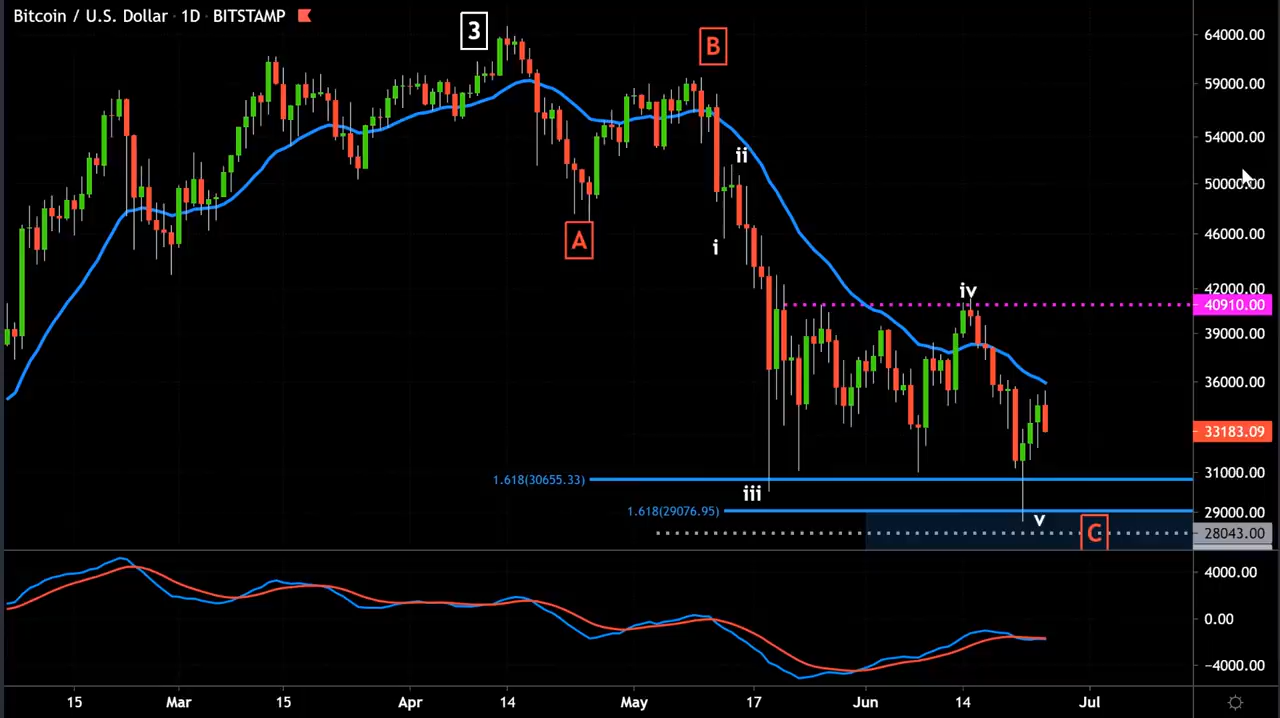 Bitcoin / U.S. Dollar · 1D · BITSTAMP
3
B
64000.00
59000.00
54000.00
ii
50000.00
A
i
46000.00
iv
42000.00
40910.00
39000.00
36000.00
33183.09
1.618(30655.33)
31000.00
iii
1.618(29076.95)
29000.00
v
C
28043.00
4000.00
0.00
-4000.00
15
Mar
15
Apr
14
May
17
Jun
14
Jul